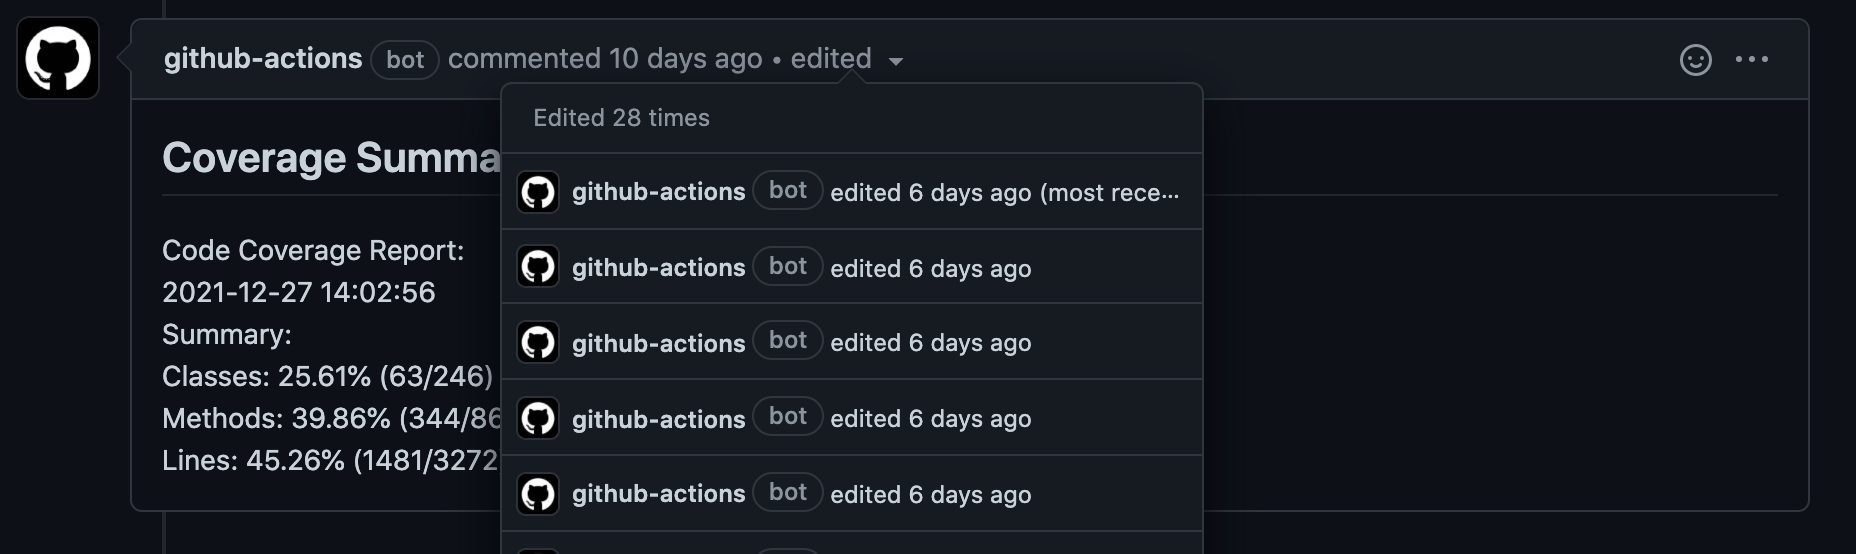 github-actions bot commented 10 days ago • edited
Edited 28 times
Coverage Summa
github-actions bot edited 6 days ago (most rece...
github-actions bot edited 6 days ago
github-actions bot edited 6 days ago
github-actions bot edited 6 days ago
github-actions bot edited 6 days ago
Code Coverage Report:
2021-12-27 14:02:56
Summary:
Classes: 25.61% (63/246)
Methods: 39.86% (344/86
Lines: 45.26% (1481/3272